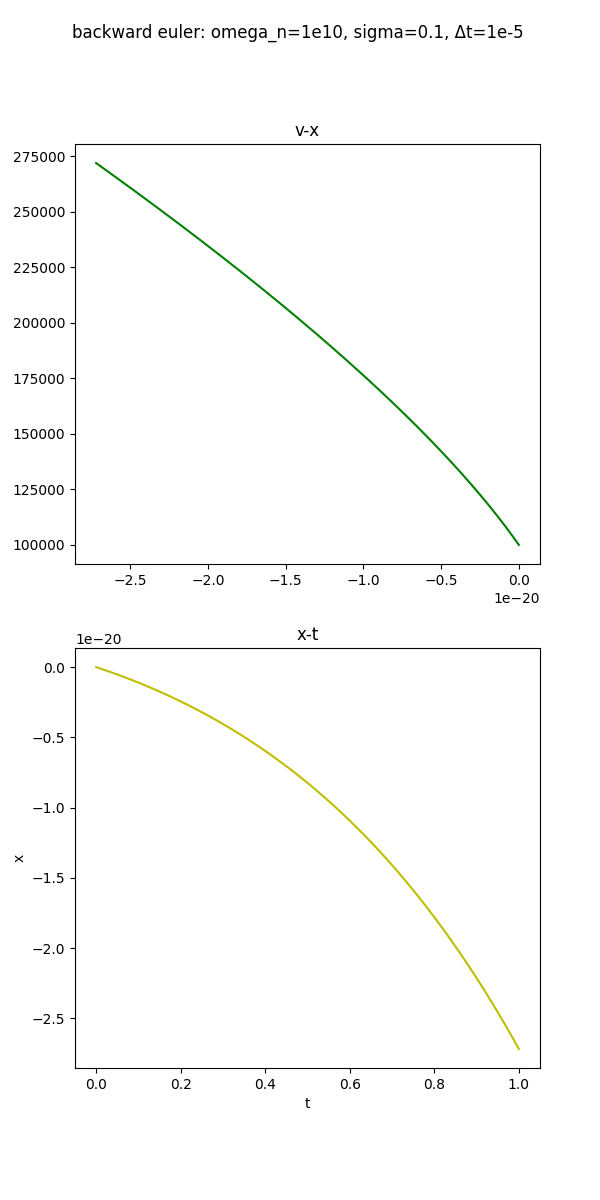 backward euler: omega_n=1e10, sigma=0.1, Δt=1e-5
v-x
275000
250000
225000
200000
175000
150000
125000
100000
−2.5 −2.0 −1.5 −1.0 −0.5 0.0
1e−20
x-t
1e−20
0.0
−0.5
−1.0
−1.5
−2.0
−2.5
x
0.0 0.2 0.4 0.6 0.8 1.0
t